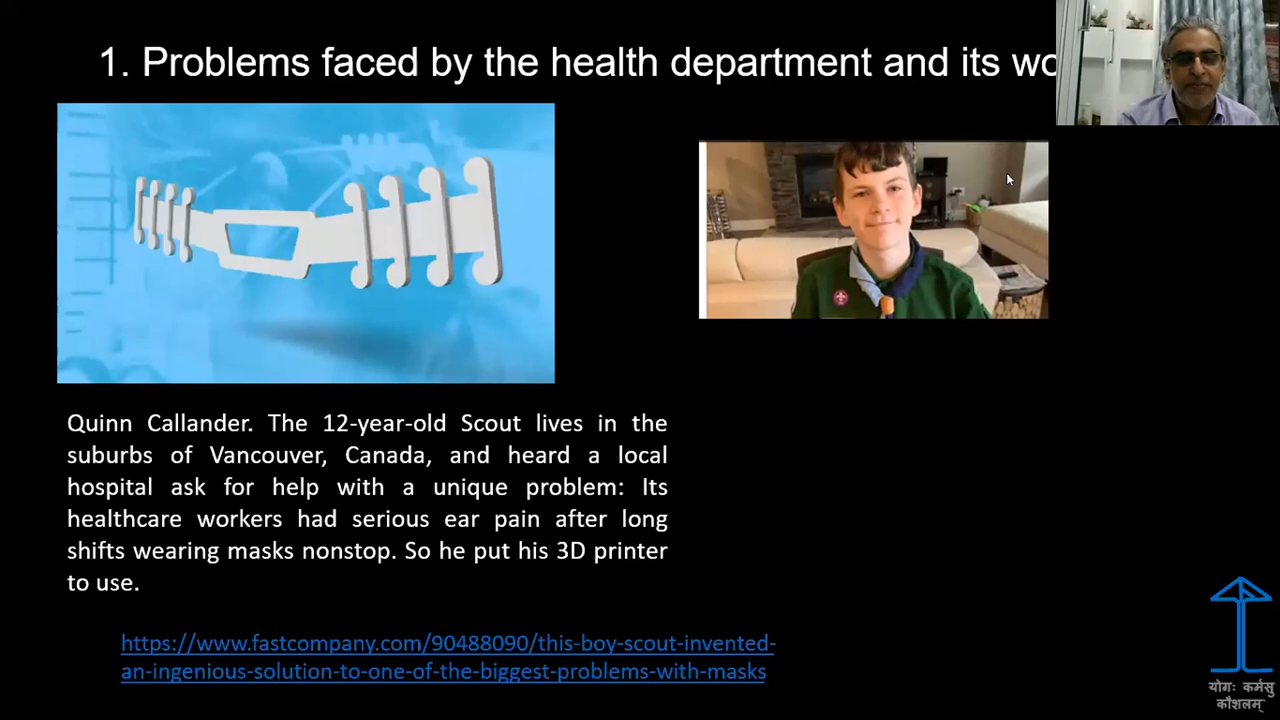 1. Problems faced by the health department and its wo
Quinn Callander. The 12-year-old Scout lives in the
suburbs of Vancouver, Canada, and heard a local
hospital ask for help with a unique problem: Its
healthcare workers had serious ear pain after long
shifts wearing masks nonstop. So he put his 3D printer
to use.
https://www.fastcompany.com/90488090/this-boy-scout-invented-
an-ingenious-solution-to-one-of-the-biggest-problems-with-masks
योगः कर्मसु
कौशलम्